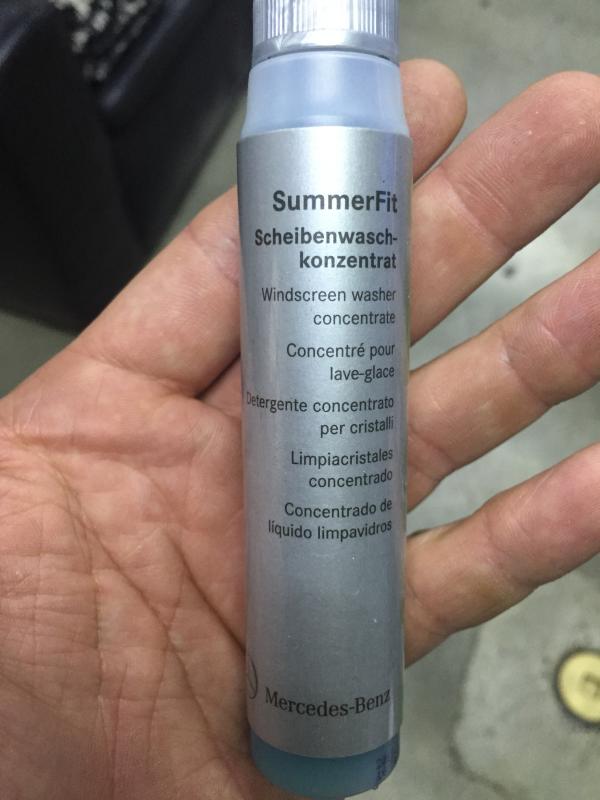 SummerFit
Scheibenwasch-
konzentrat
Windscreen washer
concentrate
Concentré pour
lave-glace
Detergente concentrato
per cristalli
Limpiacristales
concentrado
Concentrado de
líquido limpavidros
Mercedes-Benz